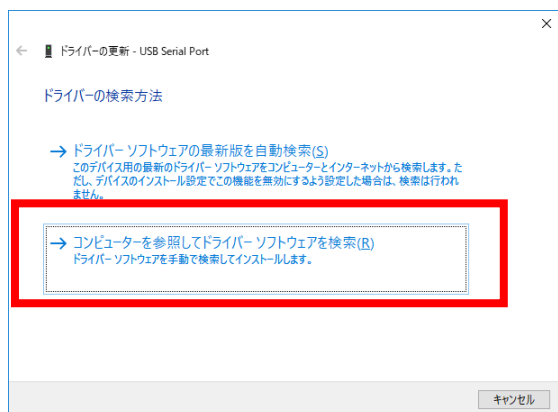 ドライバーの更新 - USB Serial Port
ドライバーの検索方法
→ ドライバー ソフトウェアの最新版を自動検索(S)
このデバイス用の最新のドライバー ソフトウェアをコンピューターとインターネットから検索します。た
だし、デバイスのインストール設定でこの機能を無効にするよう設定した場合は、検索は行われ
ません。
→ コンピューターを参照してドライバー ソフトウェアを検索(R)
ドライバー ソフトウェアを手動で検索してインストールします。
キャンセル